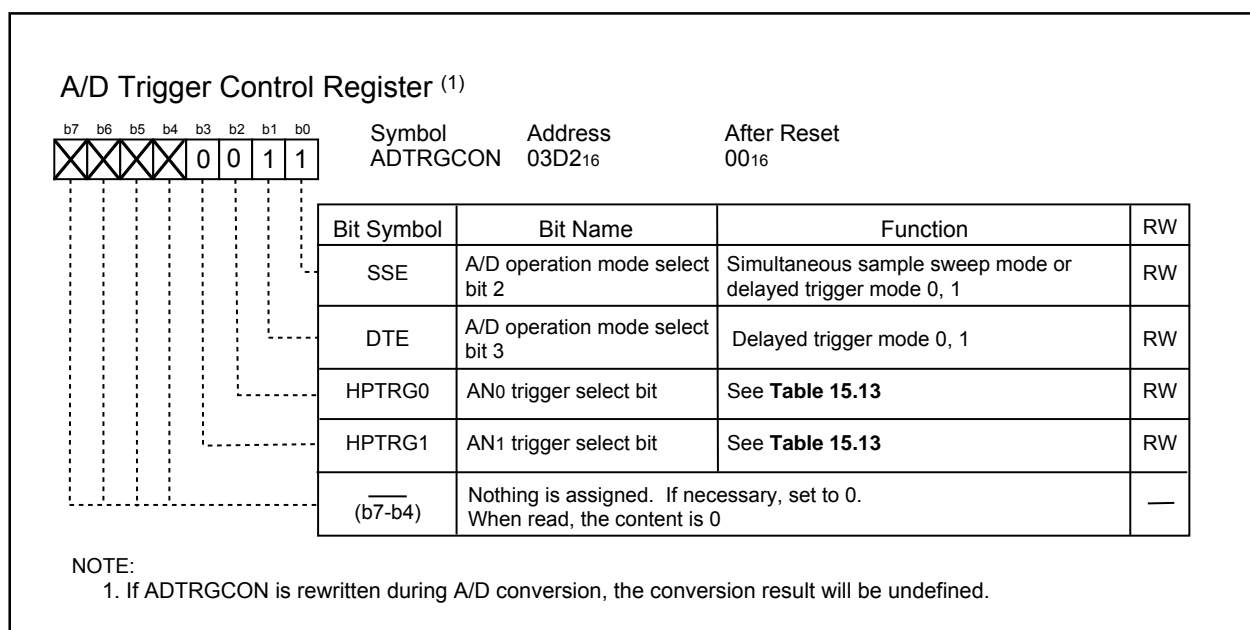 A/D Trigger Control Register (1)
b7 b6 b5 b4 b3 b2 b1 b0
0 0 1 1
Symbol Address After Reset
ADTRGCON 03D216 0016
Bit Symbol Bit Name Function RW
SSE A/D operation mode select bit 2 Simultaneous sample sweep mode or delayed trigger mode 0, 1 RW
DTE A/D operation mode select bit 3 Delayed trigger mode 0, 1 RW
HPTRG0 AN0 trigger select bit See Table 15.13 RW
HPTRG1 AN1 trigger select bit See Table 15.13 RW
(b7-b4) Nothing is assigned. If necessary, set to 0. When read, the content is 0 —
NOTE:
1. If ADTRGCON is rewritten during A/D conversion, the conversion result will be undefined.